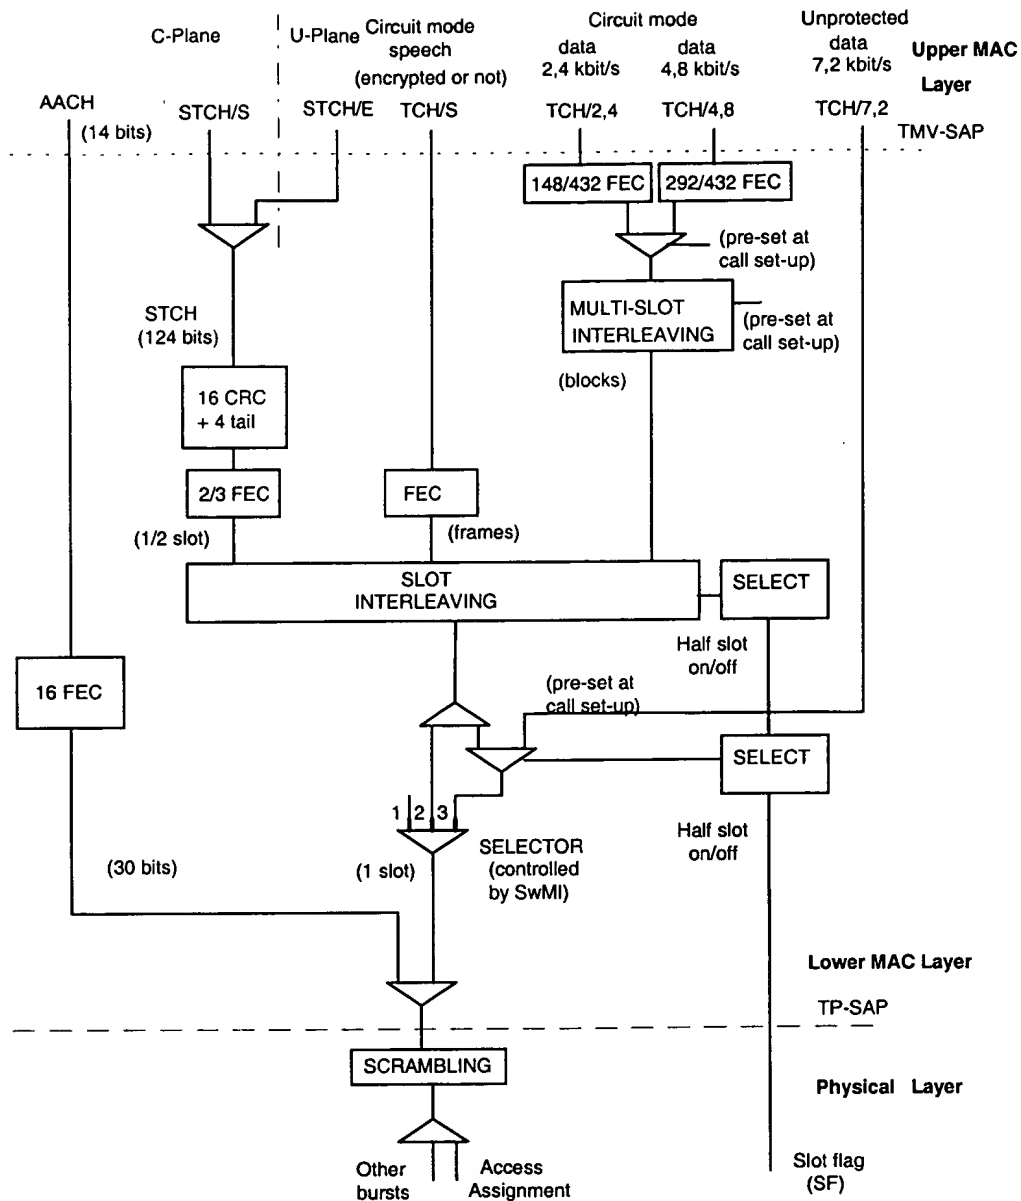 C-Plane
U-Plane
Circuit mode
speech
(encrypted or not)
Circuit mode
data
2,4 kbit/s
data
4,8 kbit/s
Unprotected
data
7,2 kbit/s
Upper MAC
Layer
AACH
(14 bits)
STCH/S
STCH/E
TCH/S
TCH/2,4
TCH/4,8
TCH/7,2
TMV-SAP
148/432 FEC
292/432 FEC
(pre-set at
call set-up)
STCH
(124 bits)
MULTI-SLOT
INTERLEAVING
(pre-set at
call set-up)
(blocks)
16 CRC
+ 4 tail
2/3 FEC
FEC
(1/2 slot)
(frames)
SLOT
INTERLEAVING
SELECT
Half slot
on/off
16 FEC
(pre-set at
call set-up)
SELECT
1 2 3
SELECTOR
(controlled
by SwMI)
Half slot
on/off
(30 bits)
(1 slot)
Lower MAC Layer
TP-SAP
SCRAMBLING
Physical Layer
Other
bursts
Access
Assignment
Slot flag
(SF)